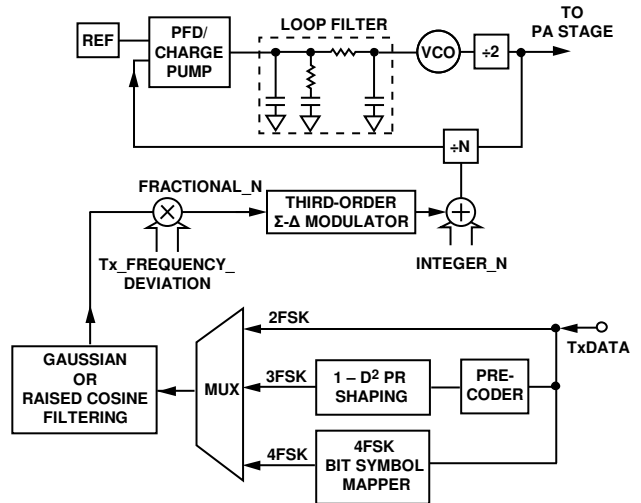 TO
PA STAGE
LOOP FILTER
REF
PFD/
CHARGE
PUMP
VCO
÷2
÷N
FRACTIONAL_N
THIRD-ORDER
Σ-Δ MODULATOR
Tx_FREQUENCY_
DEVIATION
INTEGER_N
2FSK
TxDATA
GAUSSIAN
OR
RAISED COSINE
FILTERING
MUX
3FSK
1 – D² PR
SHAPING
PRE-
CODER
4FSK
4FSK
BIT SYMBOL
MAPPER